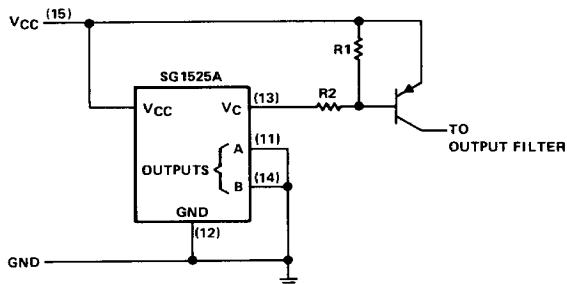 VCC (15)
R1
SG1525A
VCC
VC
(13)
R2
(11)
A
OUTPUTS
B
(14)
TO
OUTPUT FILTER
GND
(12)
GND